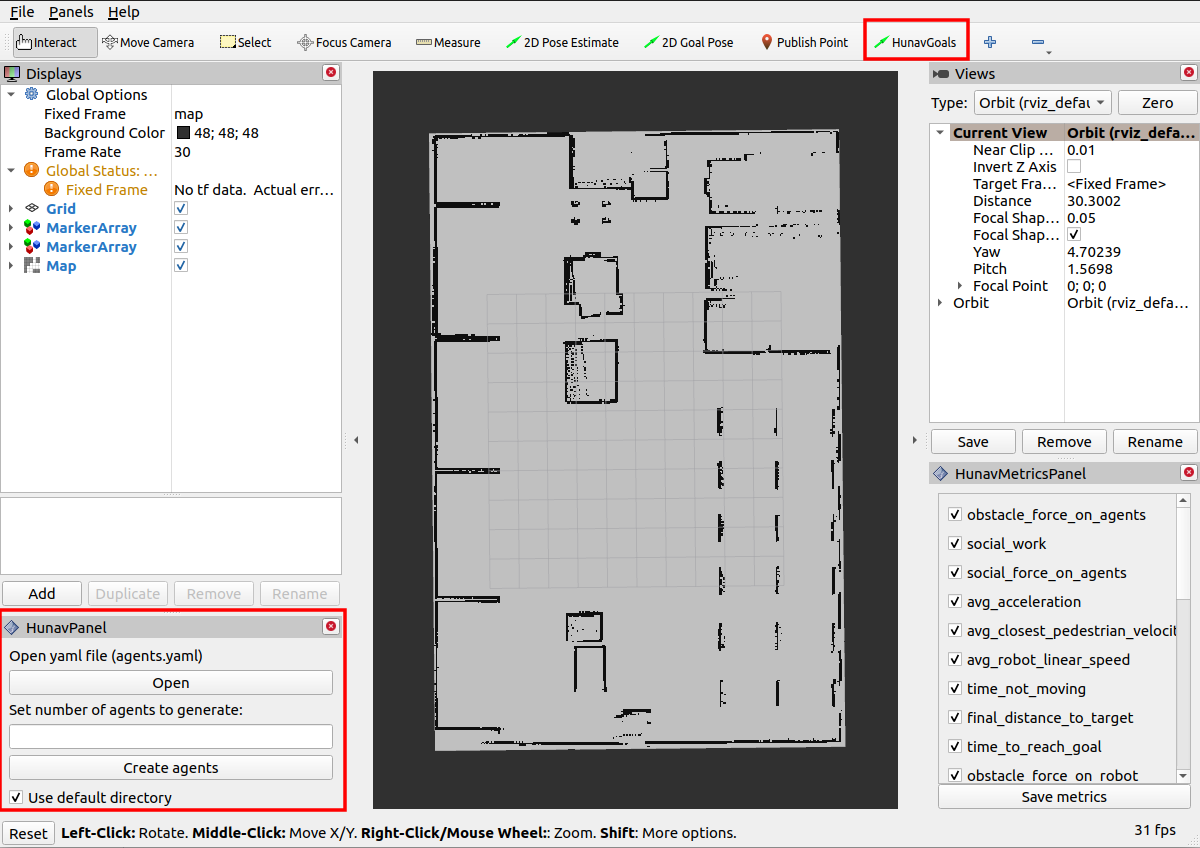 File Panels Help
Interact Move Camera Select Focus Camera Measure 2D Pose Estimate 2D Goal Pose Publish Point HunavGoals
Displays
Global Options
Fixed Frame map
Background Color 48; 48; 48
Frame Rate 30
Global Status: ...
Fixed Frame No tf data. Actual err...
Grid
MarkerArray
MarkerArray
Map
Add Duplicate Remove Rename
HunavPanel
Open yaml file (agents.yaml)
Open
Set number of agents to generate:
Create agents
Use default directory
Views
Type: Orbit (rviz_defau Zero
Current View Orbit (rviz_defa...
Near Clip ... 0.01
Invert Z Axis
Target Fra... <Fixed Frame>
Distance 30.3002
Focal Shap... 0.05
Focal Shap...
Yaw 4.70239
Pitch 1.5698
Focal Point 0; 0; 0
Orbit Orbit (rviz_defa...
Save Remove Rename
HunavMetricsPanel
obstacle_force_on_agents
social_work
social_force_on_agents
avg_acceleration
avg_closest_pedestrian_velocit
avg_robot_linear_speed
time_not_moving
final_distance_to_target
time_to_reach_goal
obstacle_force_on_robot
Save metrics
Reset Left-Click: Rotate. Middle-Click: Move X/Y. Right-Click/Mouse Wheel:: Zoom. Shift: More options. 31 fps